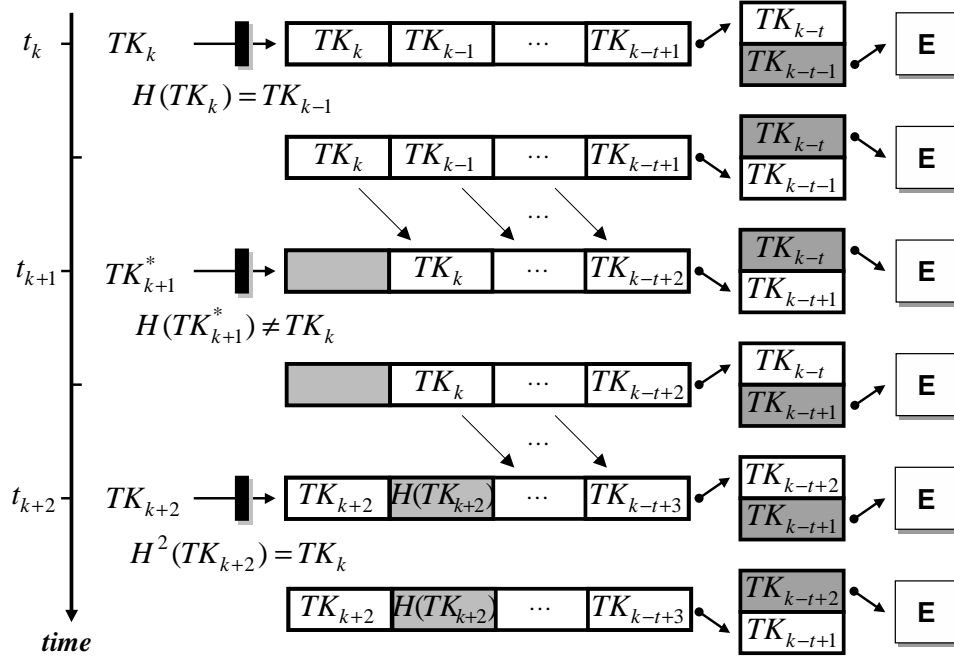 t_k TK_k TK_k TK_{k-1} ... TK_{k-t+1} TK_{k-t} E
TK_{k-t-1}
H(TK_k) = TK_{k-1}
TK_k TK_{k-1} ... TK_{k-t+1} TK_{k-t} E
TK_{k-t-1}
...
t_{k+1} TK*_{k+1} TK_k ... TK_{k-t+2} TK_{k-t} E
TK_{k-t+1}
H(TK*_{k+1}) ≠ TK_k
TK_k ... TK_{k-t+2} TK_{k-t} E
TK_{k-t+1}
...
t_{k+2} TK_{k+2} TK_{k+2} H(TK_{k+2}) ... TK_{k-t+3} TK_{k-t+2} E
TK_{k-t+1}
H²(TK_{k+2}) = TK_k
TK_{k+2} H(TK_{k+2}) ... TK_{k-t+3} TK_{k-t+2} E
TK_{k-t+1}
time